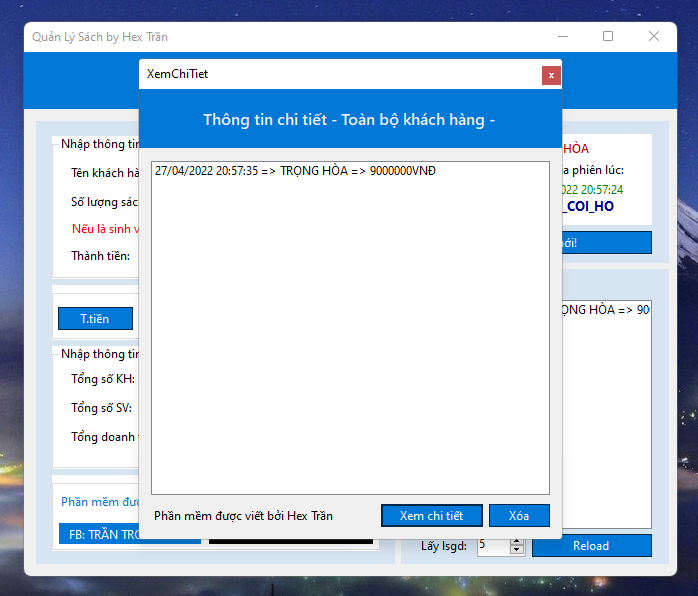 Quản Lý Sách by Hex Trần
XemChiTiet
Thông tin chi tiết - Toàn bộ khách hàng -
27/04/2022 20:57:35 => TRỌNG HÒA => 9000000VNĐ
Phần mềm được viết bởi Hex Trần
Xem chi tiết
Xóa
Nhập thông tin
Tên khách hà
Số lượng sác
Nếu là sinh v
Thành tiền:
T.tiền
Nhập thông tin
Tổng số KH:
Tổng số SV:
Tổng doanh
Phần mềm đượ
FB: TRẦN TRỌ
HÒA
a phiên lúc:
022 20:57:24
_COI_HO
ới!
ỌNG HÒA => 90
Lấy lsgd:
5
Reload